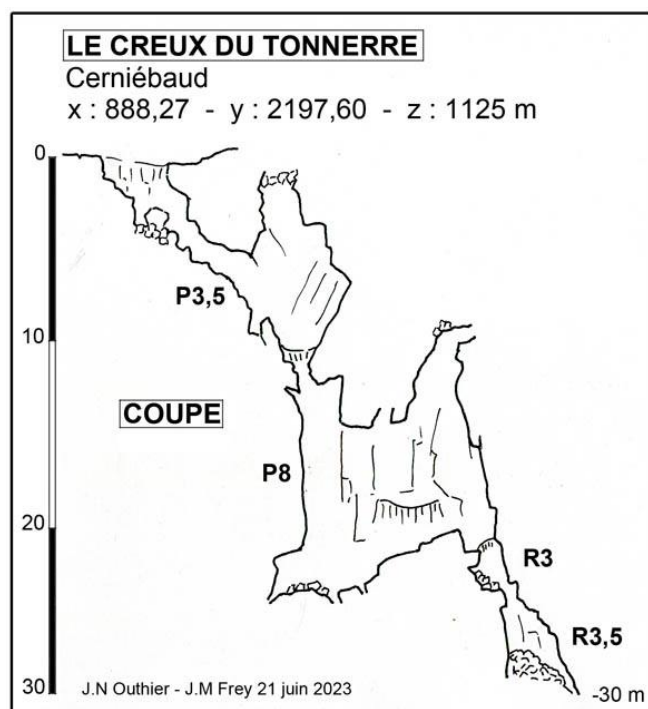 LE CREUX DU TONNERRE
Cerniébaud
x : 888,27 - y : 2197,60 - z : 1125 m
0
P3,5
10
COUPE
P8
20
R3
R3,5
30
J.N Outhier - J.M Frey 21 juin 2023
-30 m